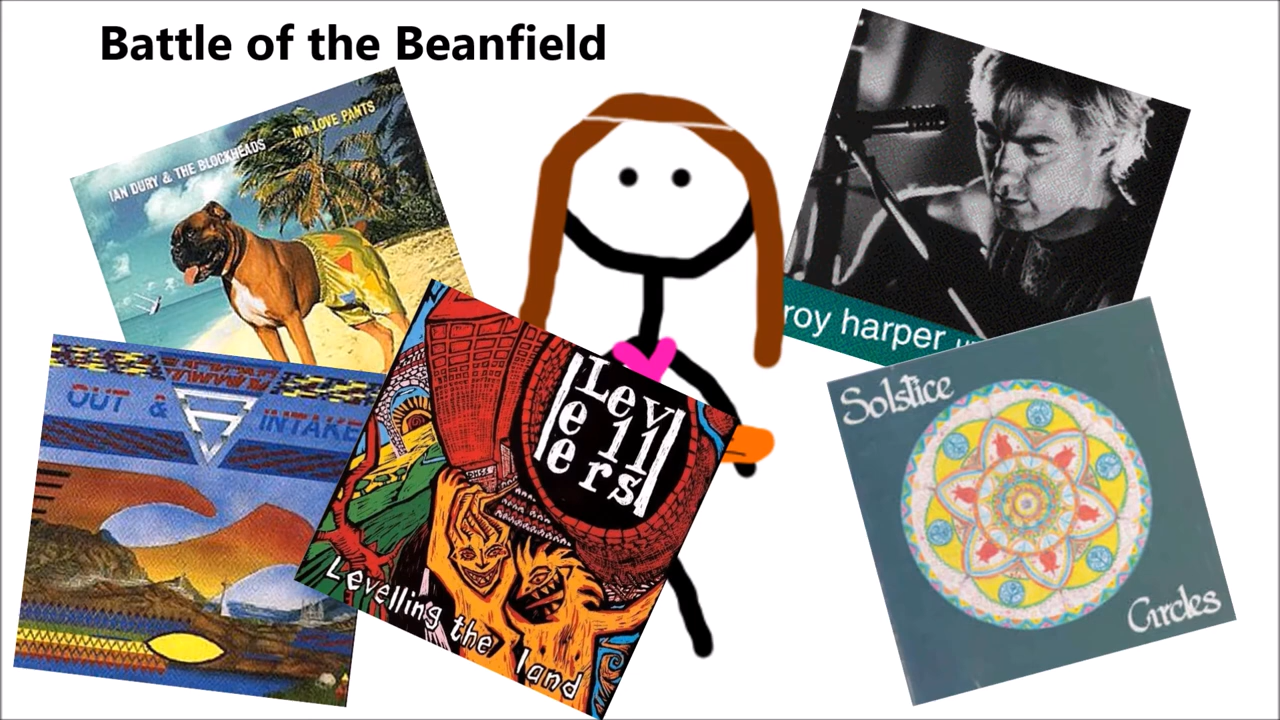 Battle of the Beanfield
IAN DURY & THE BLOCKHEADS
Mr LOVE PANTS
roy harper
OUT & INTAKE
Lev
ell
ers
Levelling the land
Solstice
Circles